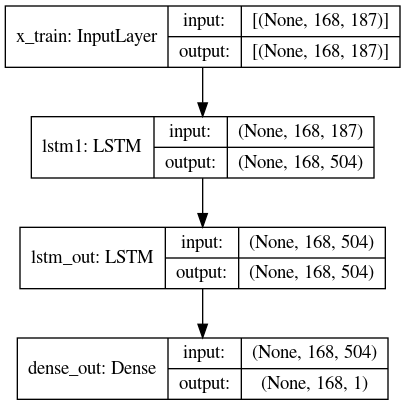 x_train: InputLayer
input: [(None, 168, 187)]
output: [(None, 168, 187)]
lstm1: LSTM
input: (None, 168, 187)
output: (None, 168, 504)
lstm_out: LSTM
input: (None, 168, 504)
output: (None, 168, 504)
dense_out: Dense
input: (None, 168, 504)
output: (None, 168, 1)